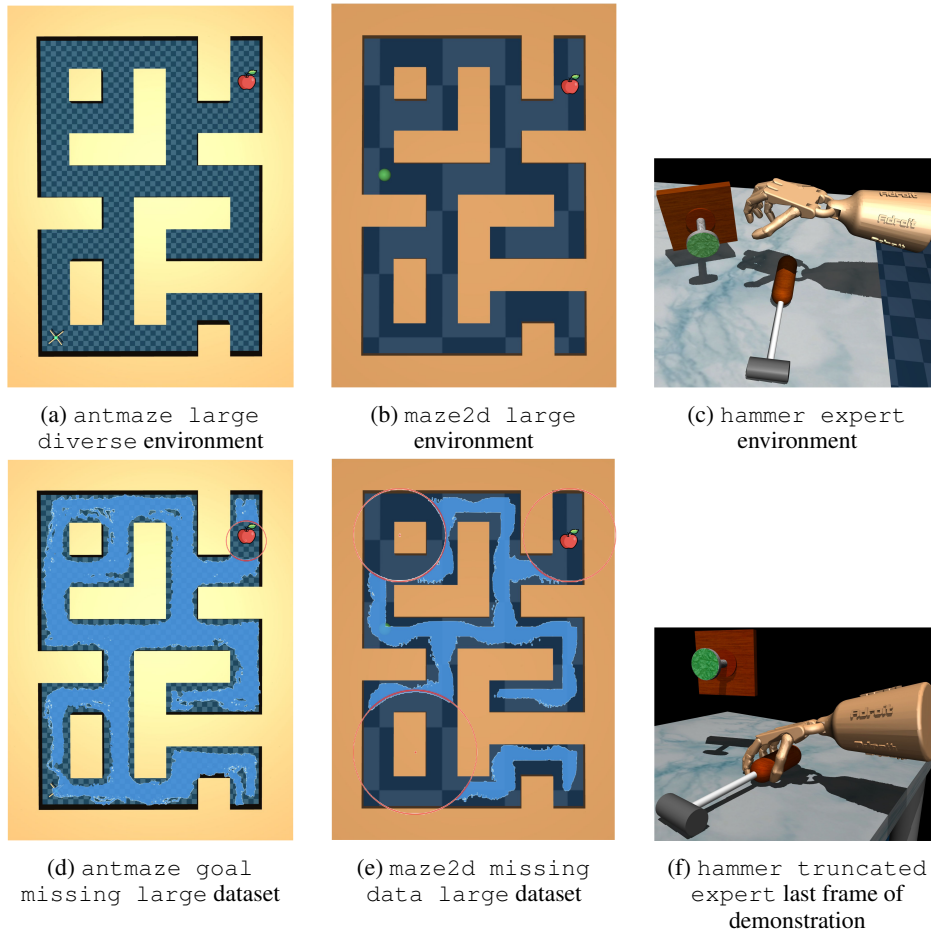 Adroit
Adroit
(a) antmaze large
diverse environment
(b) maze2d large
environment
(c) hammer expert
environment
Adroit
(d) antmaze goal
missing large dataset
(e) maze2d missing
data large dataset
(f) hammer truncated
expert last frame of
demonstration